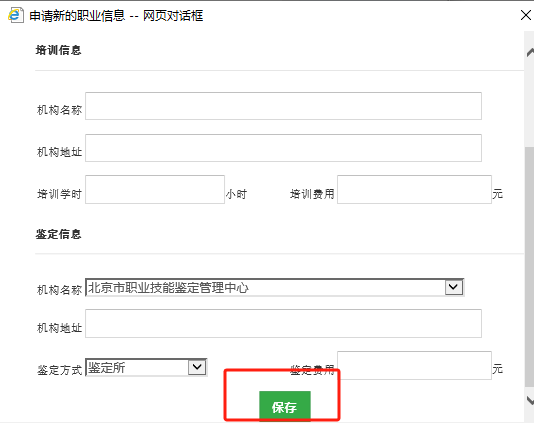 申请新的职业信息 -- 网页对话框
培训信息
机构名称
机构地址
培训学时 小时 培训费用 元
鉴定信息
机构名称 北京市职业技能鉴定管理中心
机构地址
鉴定方式 鉴定所 鉴定费用 元
保存